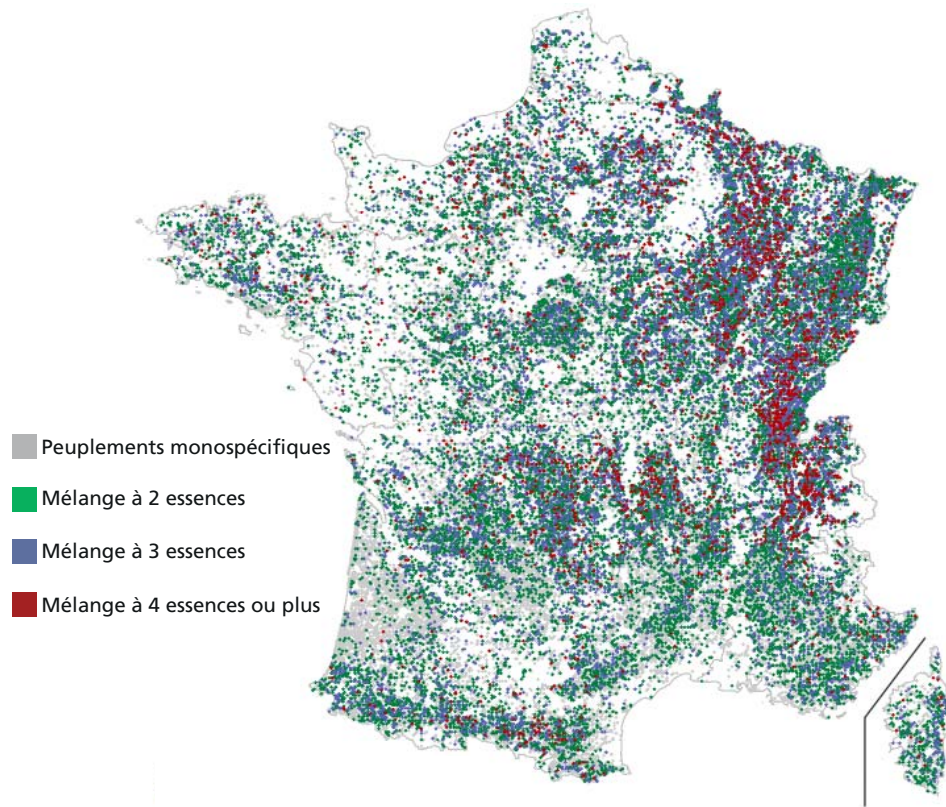 Peuplements monospécifiques
Mélange à 2 essences
Mélange à 3 essences
Mélange à 4 essences ou plus